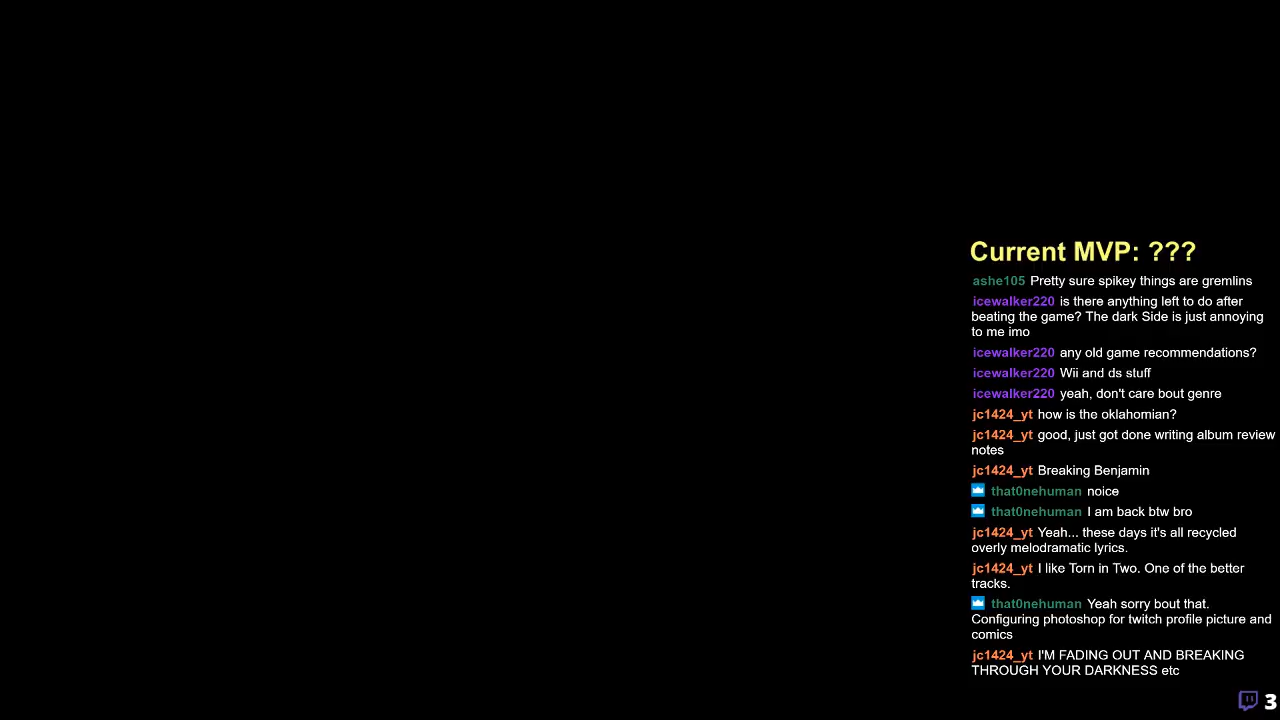 Current MVP: ???
ashe105 Pretty sure spikey things are gremlins
icewalker220 is there anything left to do after
beating the game? The dark Side is just annoying
to me imo
icewalker220 any old game recommendations?
icewalker220 Wii and ds stuff
icewalker220 yeah, don't care bout genre
jc1424_yt how is the oklahomian?
jc1424_yt good, just got done writing album review
notes
jc1424_yt Breaking Benjamin
that0nehuman noice
that0nehuman I am back btw bro
jc1424_yt Yeah... these days it's all recycled
overly melodramatic lyrics.
jc1424_yt I like Torn in Two. One of the better
tracks.
that0nehuman Yeah sorry bout that.
Configuring photoshop for twitch profile picture and
comics
jc1424_yt I'M FADING OUT AND BREAKING
THROUGH YOUR DARKNESS etc
3